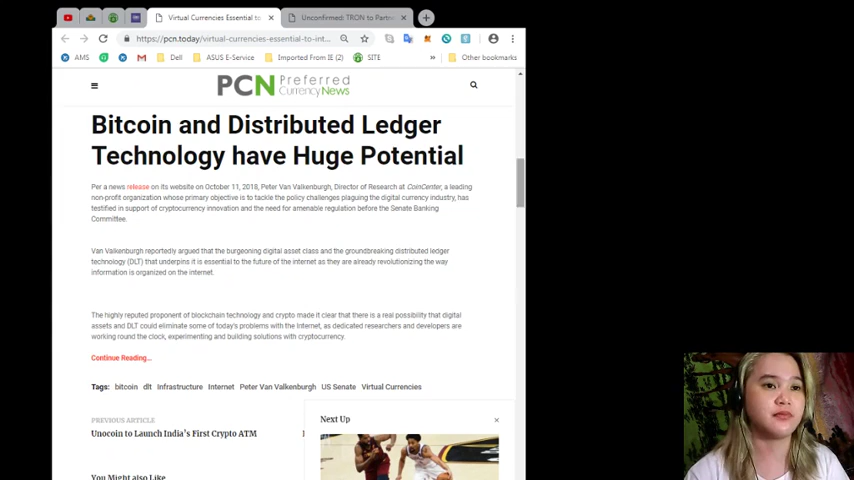 Virtual Currencies Essential to
Unconfirmed: TRON to Partn
https://pcn.today/virtual-currencies-essential-to-int...
AMS
Dell
ASUS E-Service
Imported From IE (2)
SITE
»
Other bookmarks
PCN Preferred
Currency News
Bitcoin and Distributed Ledger
Technology have Huge Potential
Per a news release on its website on October 11, 2018, Peter Van Valkenburgh, Director of Research at CoinCenter, a leading
non-profit organization whose primary objective is to tackle the policy challenges plaguing the digital currency industry, has
testified in support of cryptocurrency innovation and the need for amenable regulation before the Senate Banking
Committee.
Van Valkenburgh reportedly argued that the burgeoning digital asset class and the groundbreaking distributed ledger
technology (DLT) that underpins it is essential to the future of the internet as they are already revolutionizing the way
information is organized on the internet.
The highly reputed proponent of blockchain technology and crypto made it clear that there is a real possibility that digital
assets and DLT could eliminate some of today's problems with the Internet, as dedicated researchers and developers are
working round the clock, experimenting and building solutions with cryptocurrency.
Continue Reading...
Tags: bitcoin dlt Infrastructure Internet Peter Van Valkenburgh US Senate Virtual Currencies
PREVIOUS ARTICLE
Unocoin to Launch India's First Crypto ATM
Next Up
You Might also Like